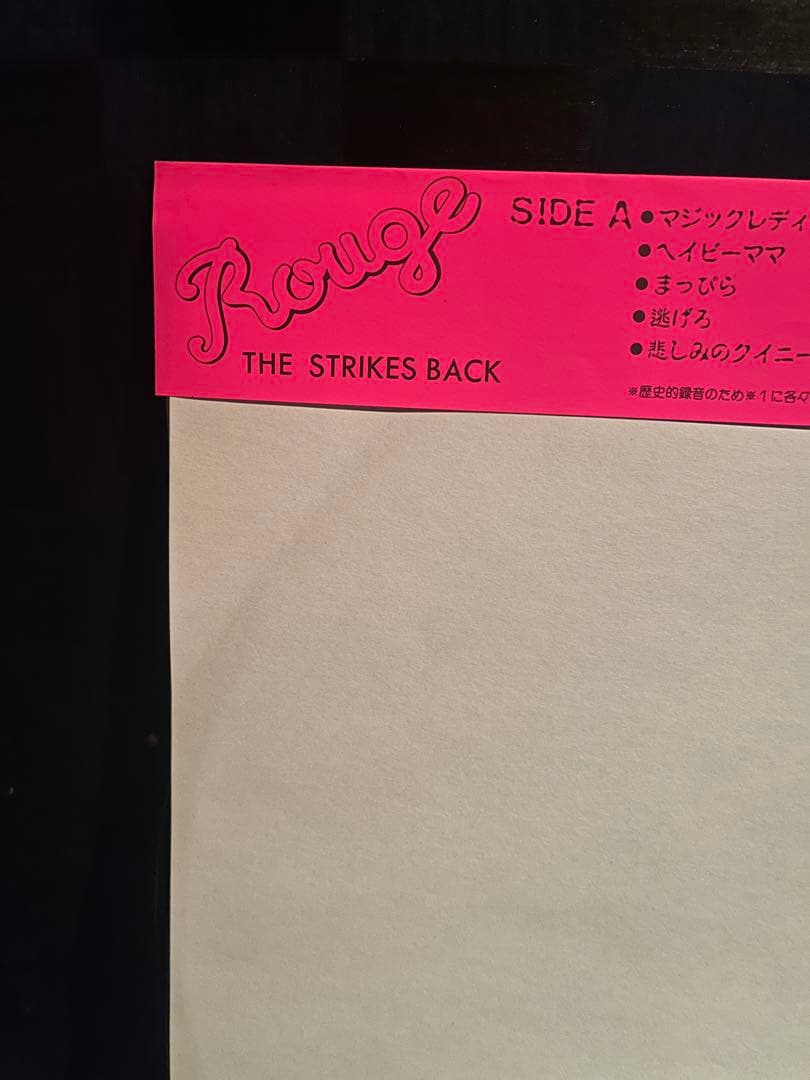 Rouge
THE STRIKES BACK
SIDE A
●マジックレディ
●ヘイビーママ
●まっぴら
●逃げろ
●悲しみのクイニー
※歴史的録音のため※1に各々